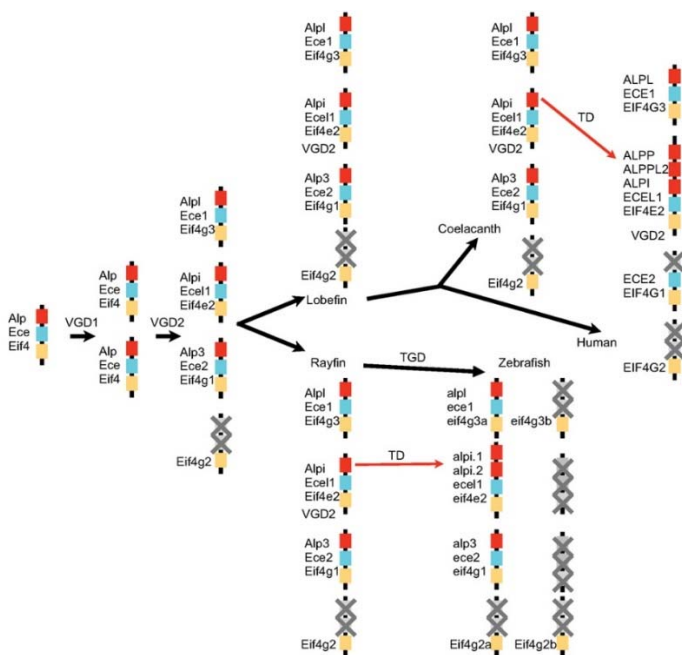 Alp
Ece
Eif4
VGD1
Alp
Ece
Eif4
Alp
Ece
Eif4
VGD2
Alpl
Ece1
Eif4g3
Alpi
Ecel1
Eif4e2
Alp3
Ece2
Eif4g1
Eif4g2
Alpl
Ece1
Eif4g3
Alpi
Ecel1
Eif4e2
VGD2
Alp3
Ece2
Eif4g1
Eif4g2
Lobefin
Coelacanth
Alpl
Ece1
Eif4g3
Alpi
Ecel1
Eif4e2
VGD2
Alp3
Ece2
Eif4g1
Eif4g2
TD
ALPL
ECE1
EIF4G3
ALPP
ALPPL2
ALPI
ECEL1
EIF4E2
VGD2
ECE2
EIF4G1
EIF4G2
Human
Rayfin
TGD
Zebrafish
Alpl
Ece1
Eif4g3
Alpi
Ecel1
Eif4e2
VGD2
Alp3
Ece2
Eif4g1
Eif4g2
TD
alpl
ece1
eif4g3a
eif4g3b
alpi.1
alpi.2
ecel1
eif4e2
alp3
ece2
eif4g1
Eif4g2a
Eif4g2b